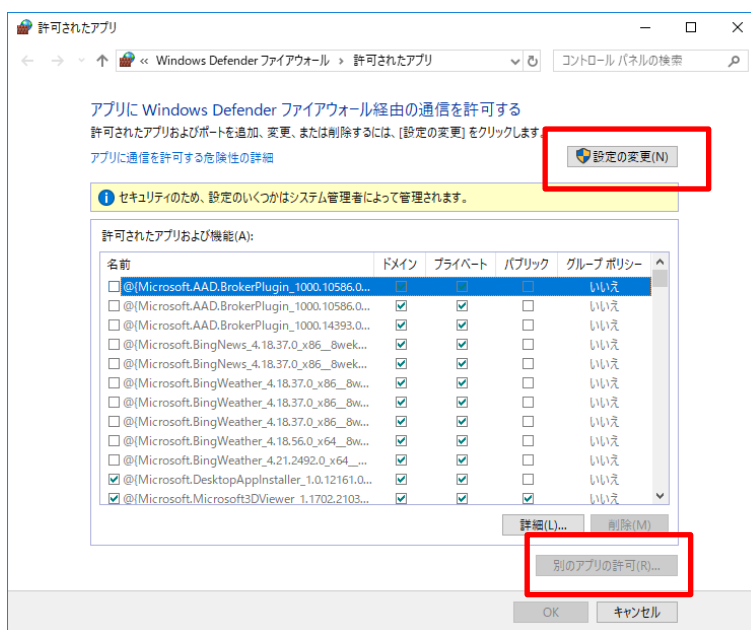 許可されたアプリ
« Windows Defender ファイアウォール › 許可されたアプリ
コントロール パネルの検索
アプリに Windows Defender ファイアウォール経由の通信を許可する
許可されたアプリおよびポートを追加、変更、または削除するには、[設定の変更] をクリックします。
アプリに通信を許可する危険性の詳細
設定の変更(N)
セキュリティのため、設定のいくつかはシステム管理者によって管理されます。
許可されたアプリおよび機能(A):
名前 ドメイン プライベート パブリック グループ ポリシー
@{Microsoft.AAD.BrokerPlugin_1000.10586.0... いいえ
@{Microsoft.AAD.BrokerPlugin_1000.10586.0... いいえ
@{Microsoft.AAD.BrokerPlugin_1000.14393.0... いいえ
@{Microsoft.BingNews_4.18.37.0_x86__8wek... いいえ
@{Microsoft.BingNews_4.18.37.0_x86__8wek... いいえ
@{Microsoft.BingWeather_4.18.37.0_x86__8w... いいえ
@{Microsoft.BingWeather_4.18.37.0_x86__8w... いいえ
@{Microsoft.BingWeather_4.18.37.0_x86__8w... いいえ
@{Microsoft.BingWeather_4.18.56.0_x64__8w... いいえ
@{Microsoft.BingWeather_4.21.2492.0_x64__... いいえ
@{Microsoft.DesktopAppInstaller_1.0.12161.0... いいえ
@{Microsoft.Microsoft3DViewer_1.1702.2103... いいえ
詳細(L)... 削除(M)
別のアプリの許可(R)...
OK キャンセル